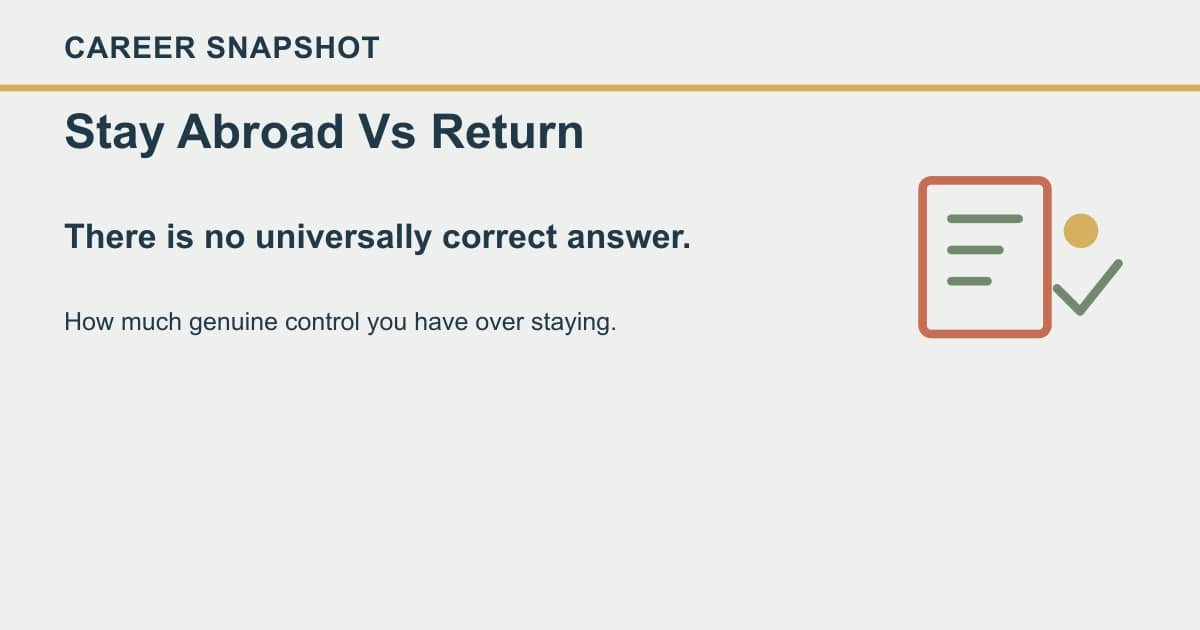 CAREER SNAPSHOT
Stay Abroad Vs Return
There is no universally correct answer.
How much genuine control you have over staying.